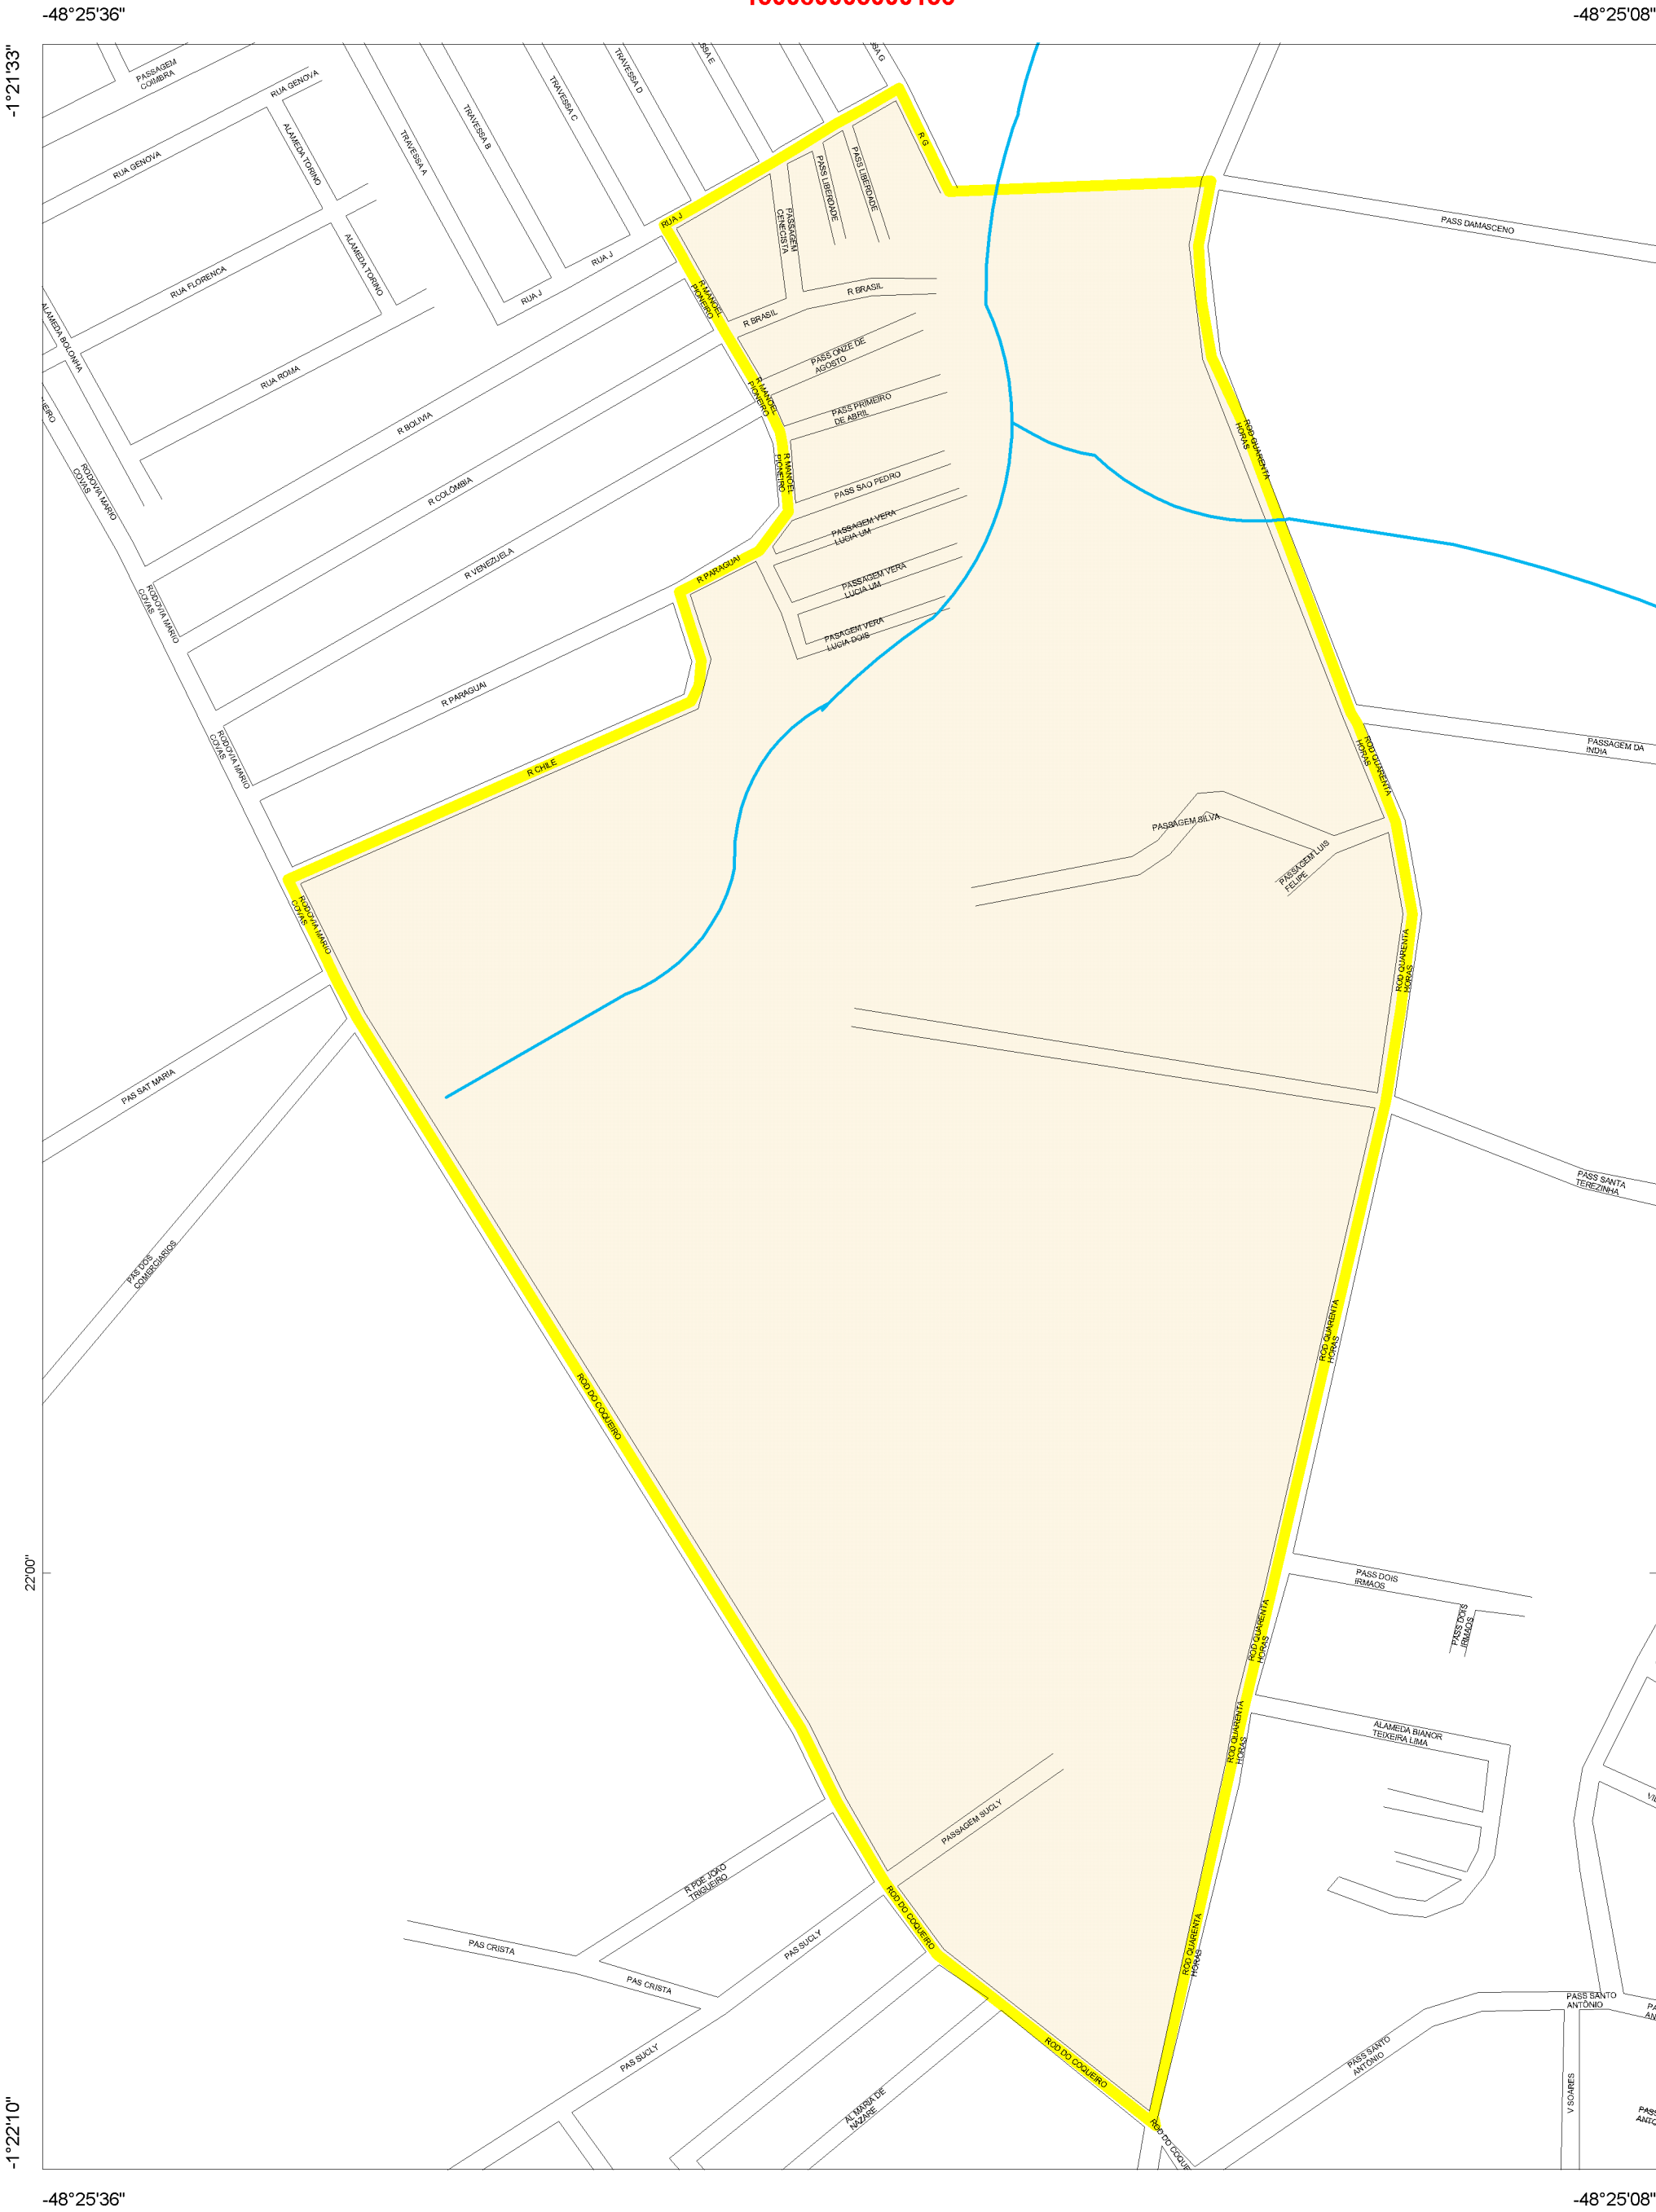 -48°25'36"
-48°25'08"
-1°21'33"
PASSAGEM
COIMBRA
RUA GENOVA
RUA GENOVA
ALAMEDA TORINO
TRAVESSA A
TRAVESSA B
TRAVESSA C
TRAVESSA D
R G
PASS LIBERDADE
PASS LIBERDADE
PASSAGEM
CENECISTA
RUA J
RUA J
RUA J
PASS DAMASCENO
ALAMEDA TORINO
RUA FLORENCA
ALAMEDA BOLONHA
RUA ROMA
R MANOEL
PIONEIRO
R BRASIL
R BRASIL
PASS ONZE DE
AGOSTO
R MANOEL
PIONEIRO
PASS PRIMEIRO
DE ABRIL
R BOLIVIA
ROD QUARENTA
HORAS
R MANOEL
PIONEIRO
PASS SAO PEDRO
RODOVIA MARIO
COVAS
R COLÔMBIA
PASSAGEM VERA
LUCIA UM
R VENEZUELA
R PARAGUAI
PASSAGEM VERA
LUCIA UM
RODOVIA MARIO
COVAS
PASAGEM VERA
LUCIA DOIS
R PARAGUAI
RODOVIA MARIO
COVAS
R CHILE
PASSAGEM DA
INDIA
ROD QUARENTA
HORAS
PASSAGEM SILVA
PASSAGEM LUIS
FELIPE
RODOVIA MARIO
COVAS
ROD QUARENTA
HORAS
PAS SAT MARIA
PASS SANTA
TEREZINHA
PAS DOS
COMERCIARIOS
ROD QUARENTA
HORAS
ROD DO COQUEIRO
22'00"
PASS DOIS
IRMAOS
PASS DOIS
IRMAOS
ROD QUARENTA
HORAS
ROD QUARENTA
HORAS
ALAMEDA BIANOR
TEIXEIRA LIMA
PASSAGEM SUCLY
R PDE JOAO
TRIGUEIRO
ROD DO COQUEIRO
PAS CRISTA
PAS SUCLY
ROD QUARENTA
HORAS
PAS CRISTA
PASS SANTO
ANTÔNIO
PAS SUCLY
ROD DO COQUEIRO
PASS SANTO
ANTÔNIO
AL MARIA DE
NAZARE
V SOARES
ROD DO COQUE
-1°22'10"
-48°25'36"
-48°25'08"